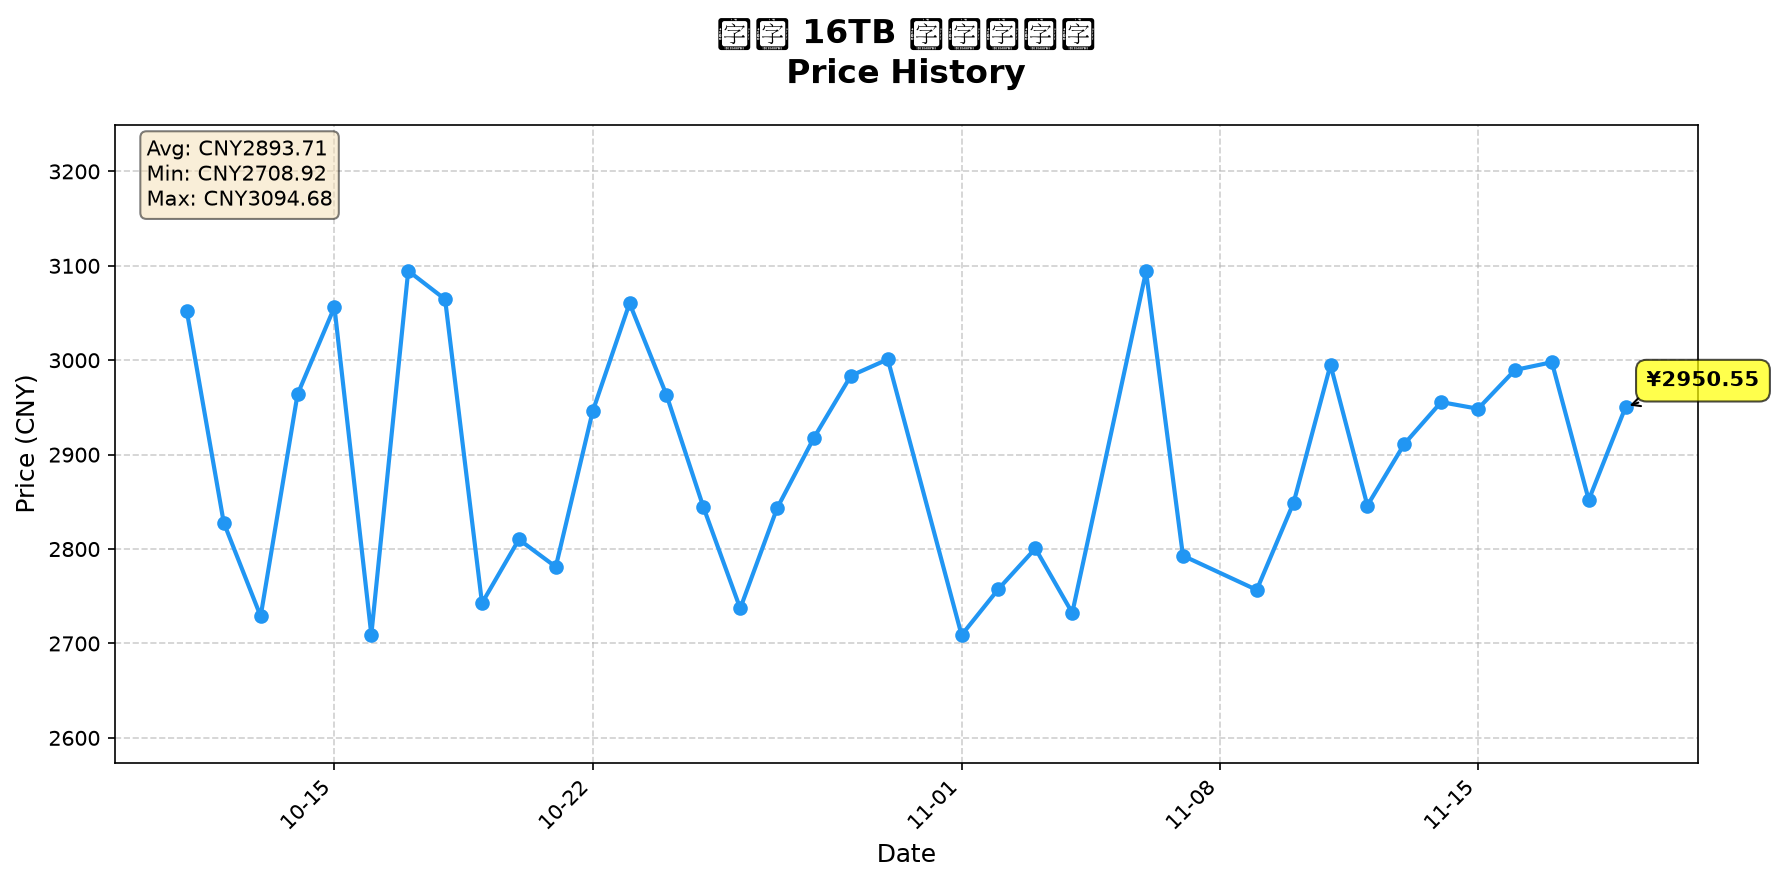 16TB
Price History
Avg: CNY2893.71
Min: CNY2708.92
Max: CNY3094.68
3200
3100
3000
2900
2800
2700
2600
Price (CNY)
¥2950.55
10-15
10-22
11-01
11-08
11-15
Date